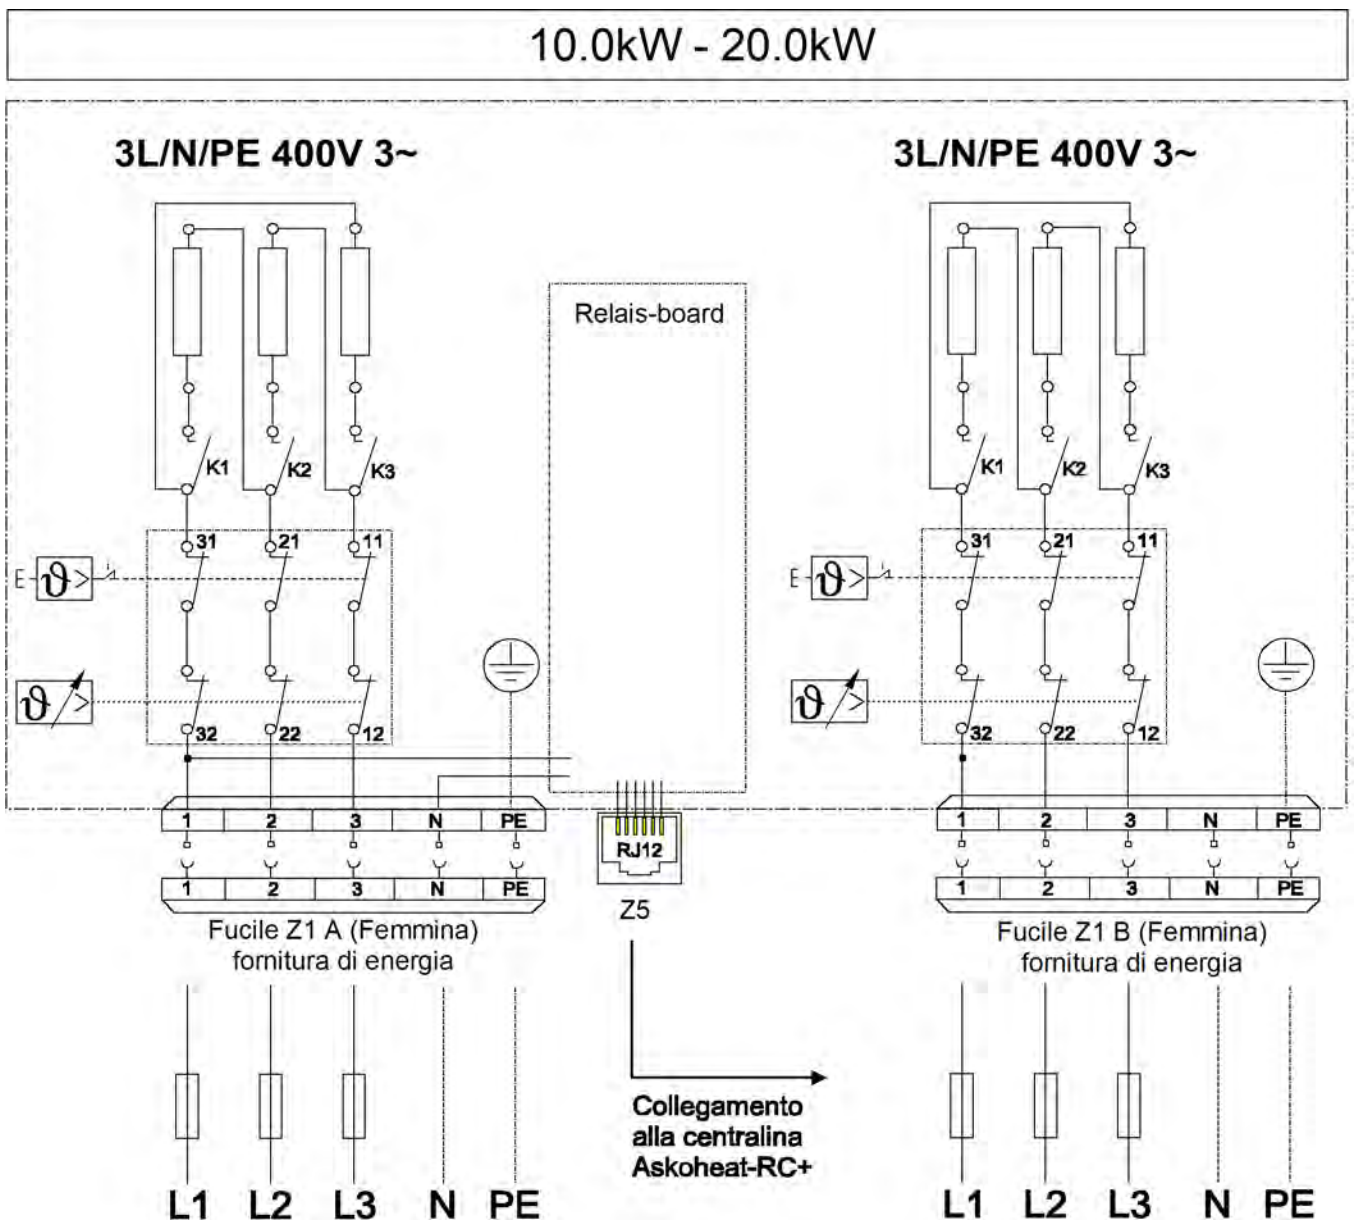 10.0kW - 20.0kW
3L/N/PE 400V 3~
3L/N/PE 400V 3~
Relais-board
K1 K2 K3
K1 K2 K3
31 21 11
31 21 11
ϑ >
ϑ >
ϑ >
ϑ >
32 22 12
32 22 12
1 2 3 N PE
1 2 3 N PE
RJ12
1 2 3 N PE
1 2 3 N PE
Z5
Fucile Z1 A (Femmina)
fornitura di energia
Fucile Z1 B (Femmina)
fornitura di energia
Collegamento
alla centralina
Askoheat-RC+
L1 L2 L3 N PE
L1 L2 L3 N PE